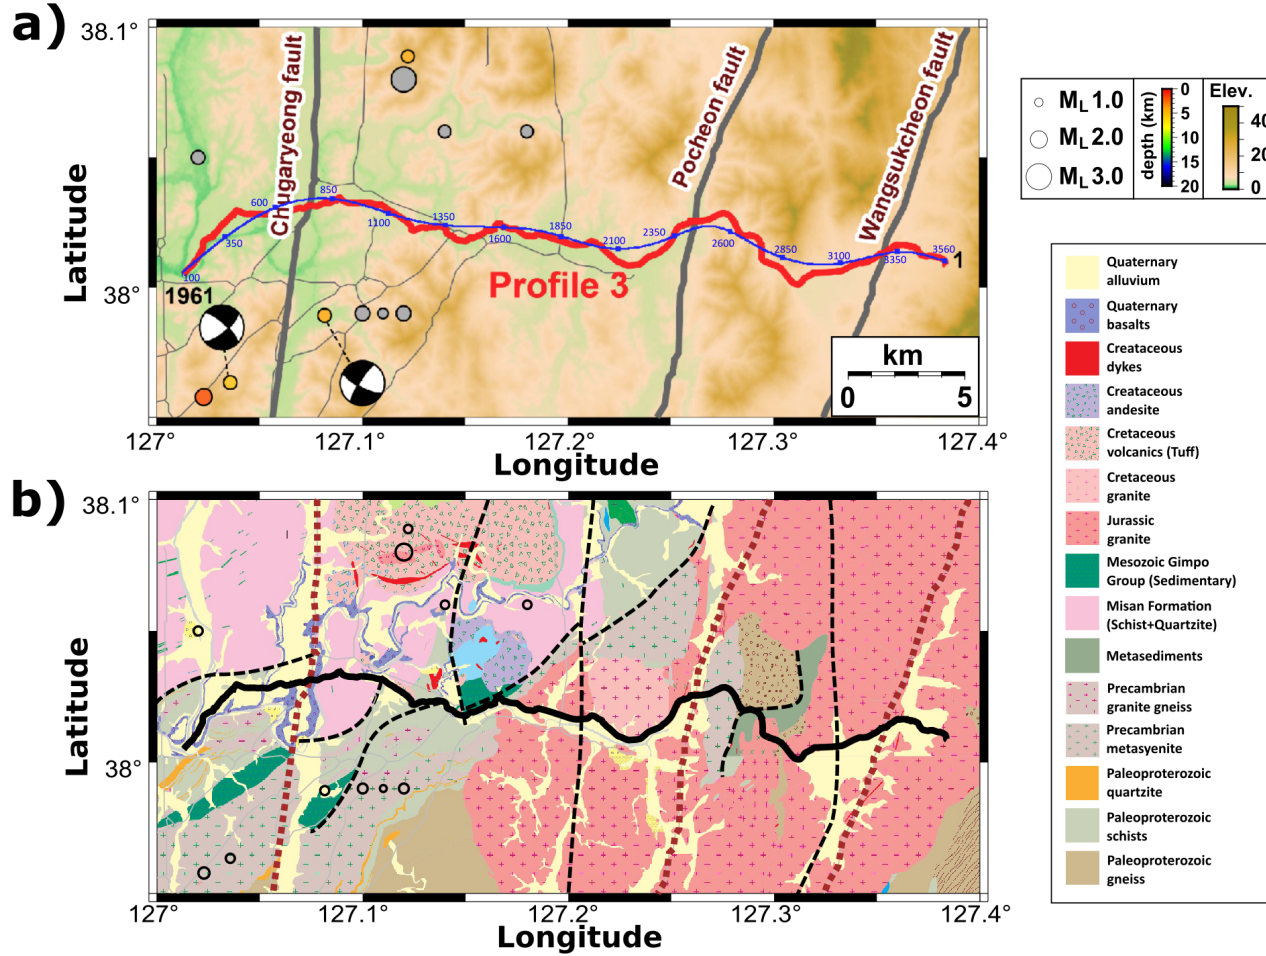 a)
38.1°
38°
Latitude
127°
127.1°
127.2°
127.3°
127.4°
Longitude
Chugaryeong fault
Pocheon fault
Wangsukcheon fault
100
350
600
850
1100
1350
1600
1850
2100
2350
2600
2850
3100
3350
3560
1961
1
Profile 3
km
0 5
ML 1.0
ML 2.0
ML 3.0
depth (km)
0
5
10
15
20
Elev.
40
20
0
b)
38.1°
38°
Latitude
127°
127.1°
127.2°
127.3°
127.4°
Longitude
Quaternary
alluvium
Quaternary
basalts
Creataceous
dykes
Creataceous
andesite
Cretaceous
volcanics (Tuff)
Cretaceous
granite
Jurassic
granite
Mesozoic Gimpo
Group (Sedimentary)
Misan Formation
(Schist+Quartzite)
Metasediments
Precambrian
granite gneiss
Precambrian
metasyenite
Paleoproterozoic
quartzite
Paleoproterozoic
schists
Paleoproterozoic
gneiss